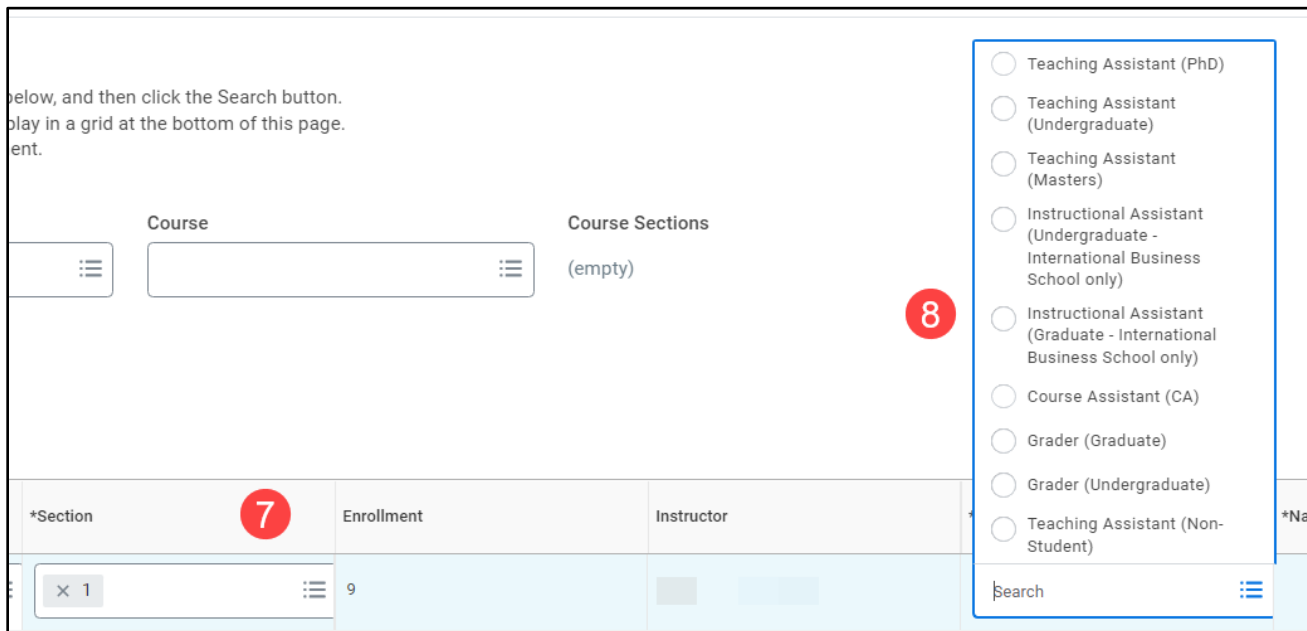 below, and then click the Search button.
play in a grid at the bottom of this page.
ent.
Course
Course Sections
(empty)
8
Teaching Assistant (PhD)
Teaching Assistant
(Undergraduate)
Teaching Assistant
(Masters)
Instructional Assistant
(Undergraduate -
International Business
School only)
Instructional Assistant
(Graduate - International
Business School only)
Course Assistant (CA)
Grader (Graduate)
Grader (Undergraduate)
Teaching Assistant (Non-
Student)
Search
*Section
7
Enrollment
Instructor
*
*Na
× 1
9